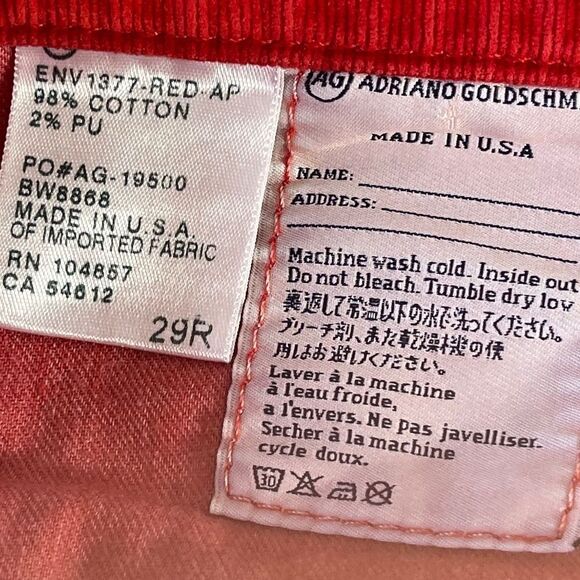 ENV1377-RED-AP
98% COTTON
2% PU
PO#AG-19500
BW8868
MADE IN U.S.A.
OF IMPORTED FABRIC
RN 104857
CA 54612
29R
AG ADRIANO GOLDSCHM
MADE IN U.S.A
NAME:
ADDRESS:
Machine wash cold. Inside out
Do not bleach. Tumble dry low
裏返して常温以下の水で洗ってください。
ブリーチ剤、また乾燥機の使
用はお避けください。
Laver à la machine
à l'eau froide,
a l'envers. Ne pas javelliser.
Secher à la machine
cycle doux.
30